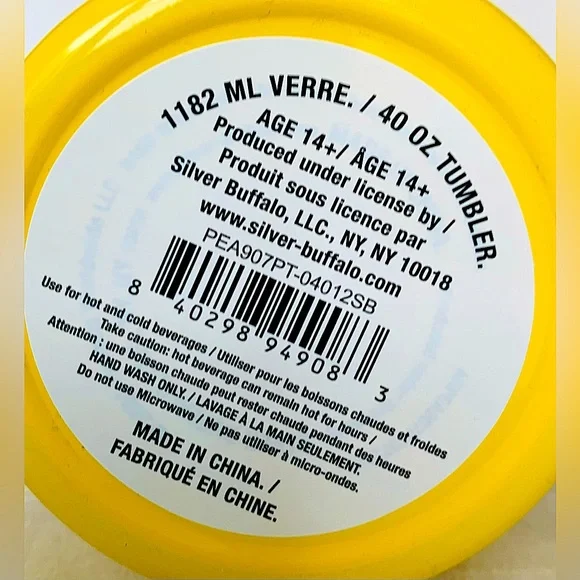 1182 ML VERRE. / 40 OZ TUMBLER.
AGE 14+/ ÂGE 14+
Produced under license by /
Produit sous licence par
Silver Buffalo, LLC., NY, NY 10018
www.silver-buffalo.com
PEA907PT-04012SB
8 40298 94908 3
Use for hot and cold beverages / Utiliser pour les boissons chaudes et froides
Take caution: hot beverage can remain hot for hours /
Attention : une boisson chaude peut rester chaude pendant des heures
HAND WASH ONLY. / LAVAGE À LA MAIN SEULEMENT.
Do not use Microwave / Ne pas utiliser à micro-ondes.
MADE IN CHINA. /
FABRIQUÉ EN CHINE.